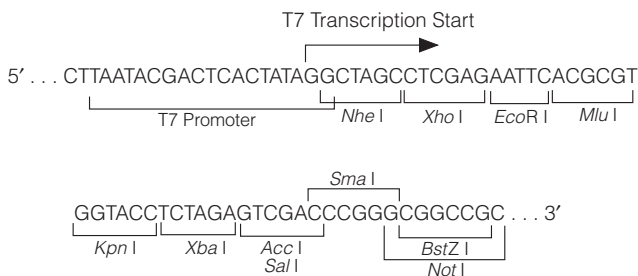 T7 Transcription Start
5′ . . . CTTAATACGACTCACTATAGGCTAGCCTCGAGAATTCACGCGT
T7 Promoter
Nhe I Xho I EcoR I Mlu I
Sma I
GGTACCTCTAGAGTCGACCCGGGCGGCCGC . . . 3′
Kpn I Xba I Acc I BstZ I
Sal I Not I